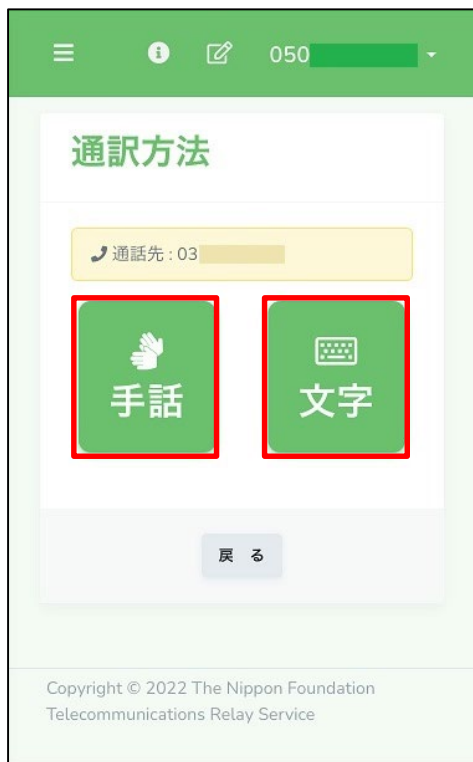 050
通訳方法
通話先 : 03
手話
文字
戻 る
Copyright © 2022 The Nippon Foundation
Telecommunications Relay Service